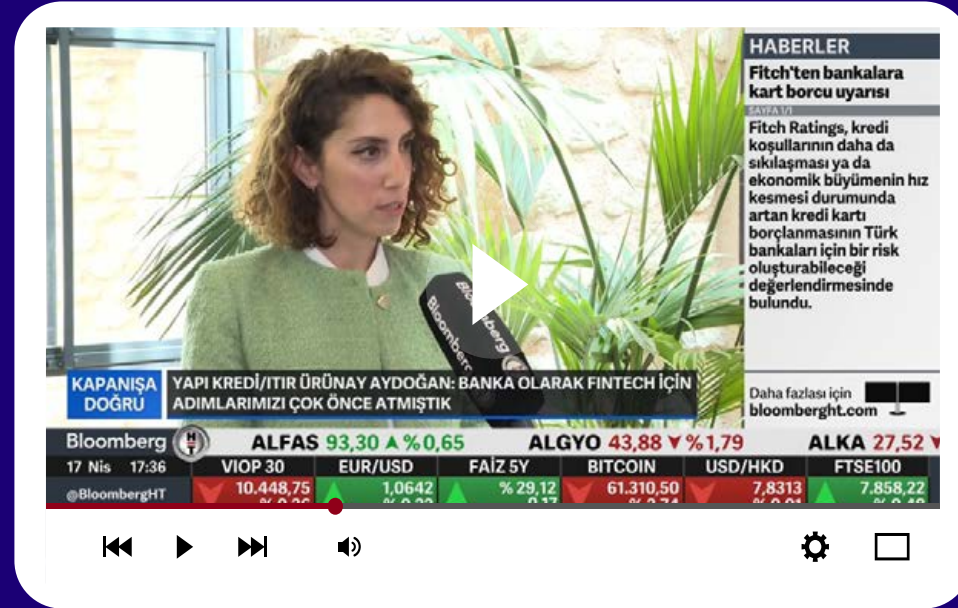 HABERLER
Fitch'ten bankalara
kart borcu uyarısı
SAYFA 1/1
Fitch Ratings, kredi
koşullarının daha da
sıkılaşması ya da
ekonomik büyümenin hız
kesmesi durumunda
artan kredi kartı
borçlanmasının Türk
bankaları için bir risk
oluşturabileceği
değerlendirmesinde
bulundu.
Bloomberg
Bloomberg
KAPANIŞA
DOĞRU
YAPI KREDİ/ITIR ÜRÜNAY AYDOĞAN: BANKA OLARAK FINTECH İÇİN
ADIMLARIMIZI ÇOK ÖNCE ATMIŞTIK
Daha fazlası için
bloomberght.com
Bloomberg HT ALFAS 93,30 ▲ %0,65 ALGYO 43,88 ▼ %1,79 ALKA 27,52 ▼
17 Nis 17:36 VIOP 30 EUR/USD FAİZ 5Y BITCOIN USD/HKD FTSE100
@BloombergHT 10.448,75 1,0642 % 29,12 61.310,50 7,8313 7.858,22